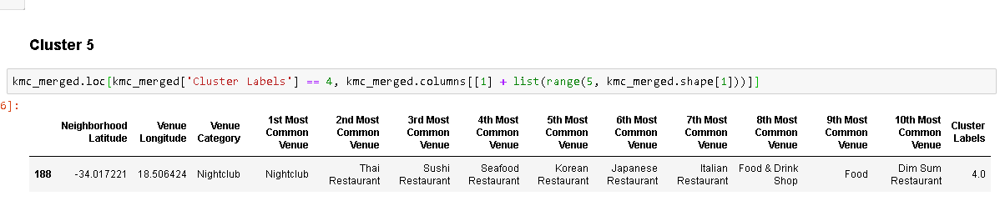 Cluster 5
kmc_merged.loc[kmc_merged['Cluster Labels'] == 4, kmc_merged.columns[[1] + list(range(5, kmc_merged.shape[1]))]]
6]:
Neighborhood Latitude Venue Longitude Venue Category 1st Most Common Venue 2nd Most Common Venue 3rd Most Common Venue 4th Most Common Venue 5th Most Common Venue 6th Most Common Venue 7th Most Common Venue 8th Most Common Venue 9th Most Common Venue 10th Most Common Venue Cluster Labels
188 -34.017221 18.506424 Nightclub Nightclub Thai Restaurant Sushi Restaurant Seafood Restaurant Korean Restaurant Japanese Restaurant Italian Restaurant Food & Drink Shop Food Dim Sum Restaurant 4.0